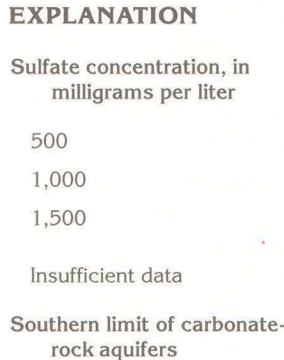 EXPLANATION
Sulfate concentration, in
milligrams per liter
500
1,000
1,500
Insufficient data
Southern limit of carbonate-
rock aquifers